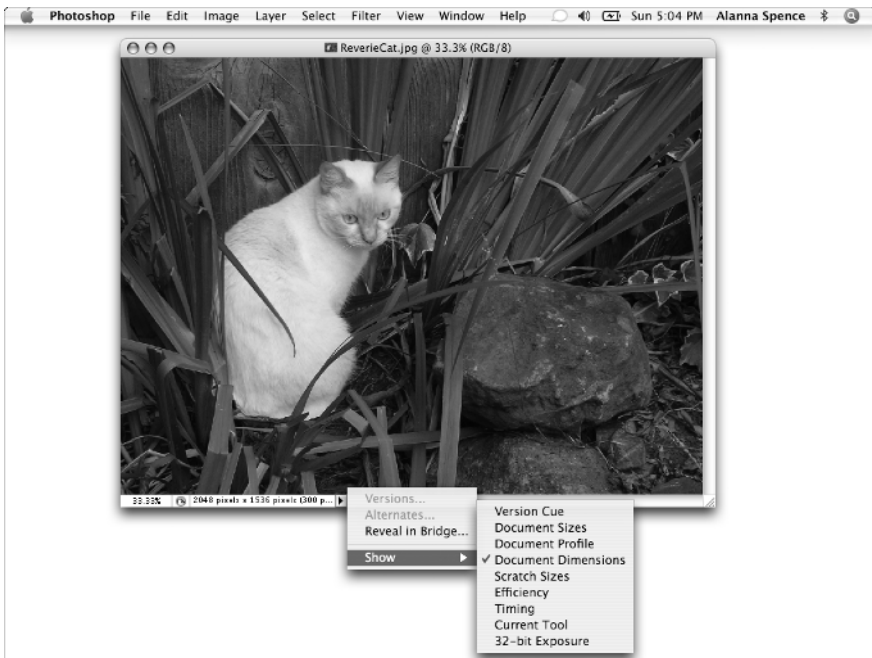 Photoshop File Edit Image Layer Select Filter View Window Help Sun 5:04 PM Alanna Spence
ReverieCat.jpg @ 33.3% (RGB/8)
33.33% 2048 pixels x 1536 pixels (300 p...
Versions...
Alternates...
Reveal in Bridge...
Show
Version Cue
Document Sizes
Document Profile
✓ Document Dimensions
Scratch Sizes
Efficiency
Timing
Current Tool
32-bit Exposure